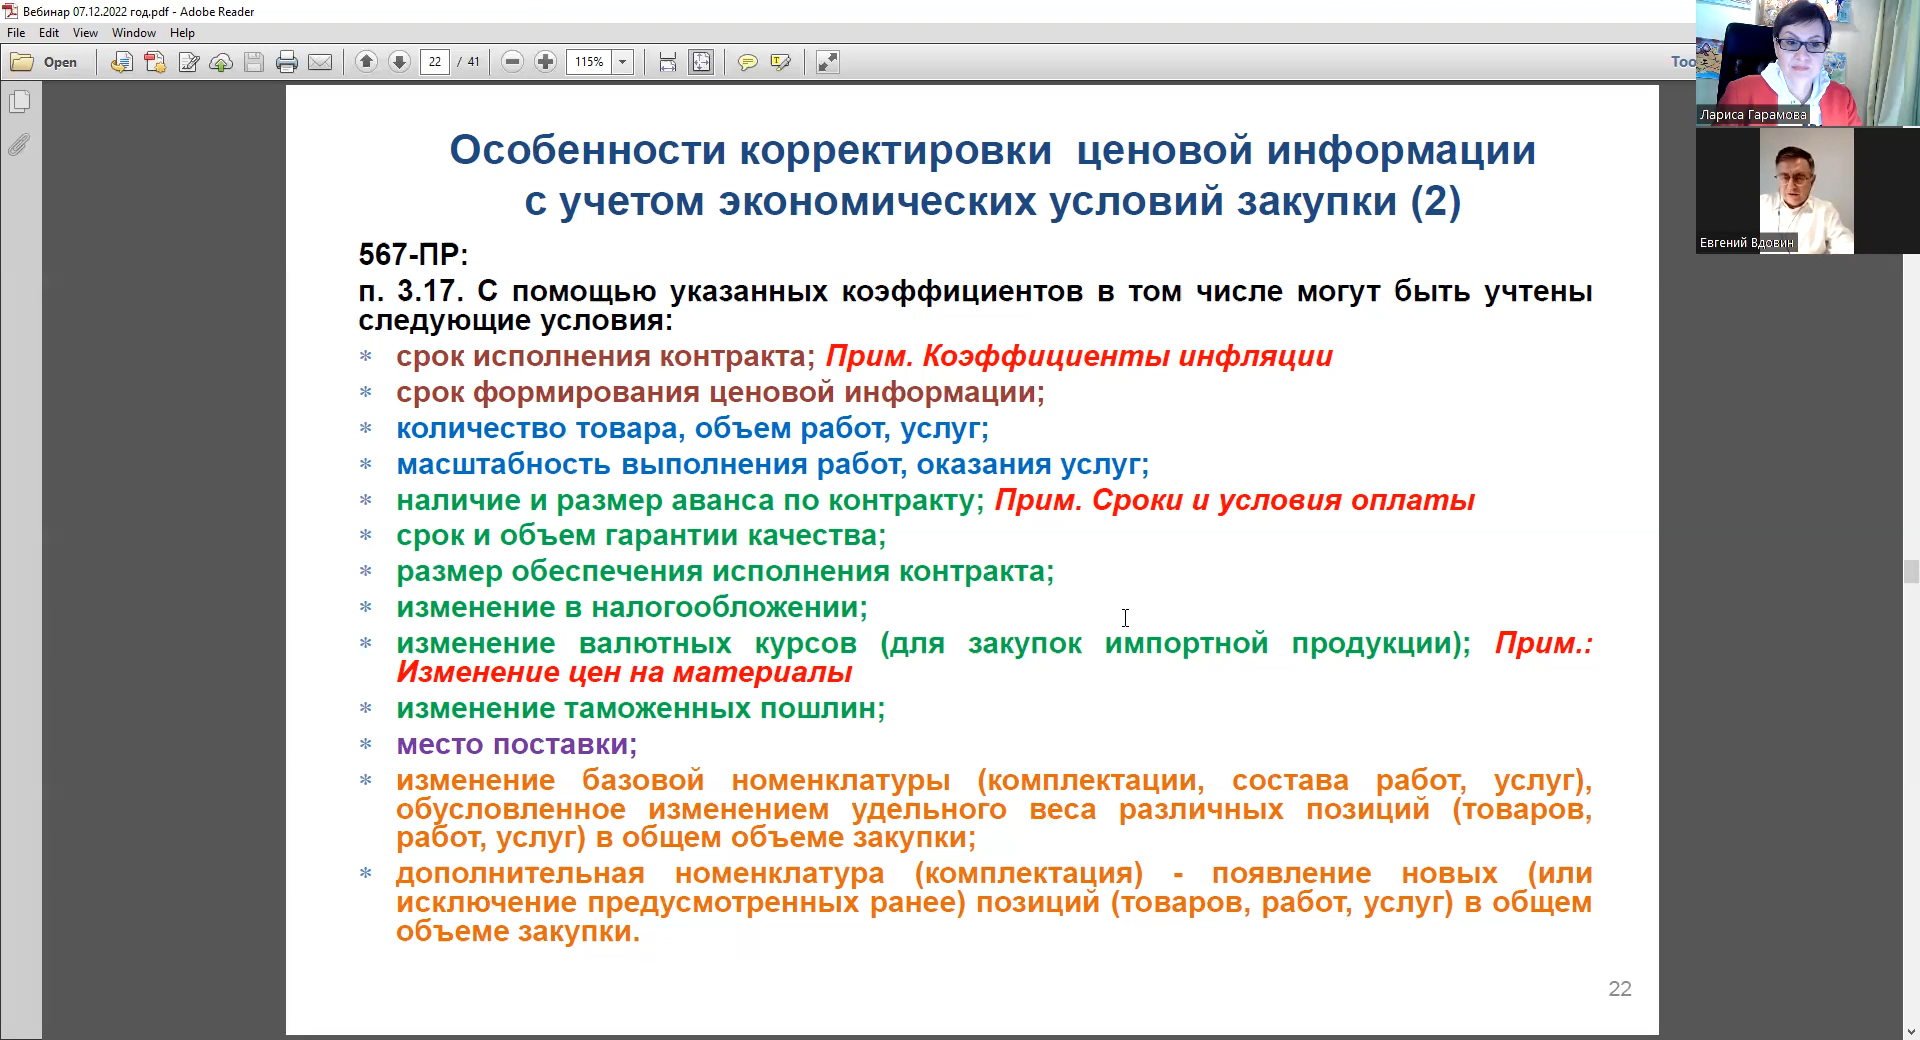 Вебинар 07.12.2022 год.pdf - Adobe Reader
File Edit View Window Help
Open 22 / 41 115% Too
Лариса Гарамова
Евгений Вдовин
Особенности корректировки ценовой информации
с учетом экономических условий закупки (2)
567-ПР:
п. 3.17. С помощью указанных коэффициентов в том числе могут быть учтены
следующие условия:
* срок исполнения контракта; Прим. Коэффициенты инфляции
* срок формирования ценовой информации;
* количество товара, объем работ, услуг;
* масштабность выполнения работ, оказания услуг;
* наличие и размер аванса по контракту; Прим. Сроки и условия оплаты
* срок и объем гарантии качества;
* размер обеспечения исполнения контракта;
* изменение в налогообложении;
* изменение валютных курсов (для закупок импортной продукции); Прим.:
Изменение цен на материалы
* изменение таможенных пошлин;
* место поставки;
* изменение базовой номенклатуры (комплектации, состава работ, услуг),
обусловленное изменением удельного веса различных позиций (товаров,
работ, услуг) в общем объеме закупки;
* дополнительная номенклатура (комплектация) - появление новых (или
исключение предусмотренных ранее) позиций (товаров, работ, услуг) в общем
объеме закупки.
22